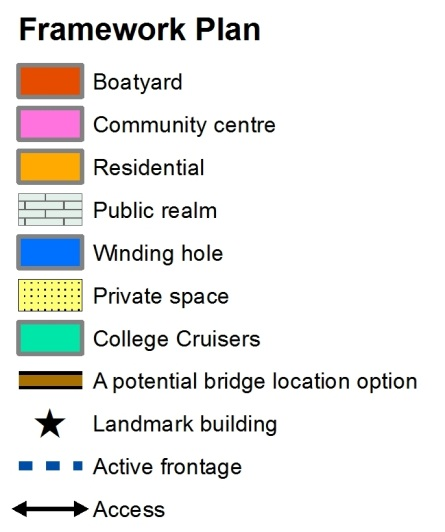 Framework Plan
Boatyard
Community centre
Residential
Public realm
Winding hole
Private space
College Cruisers
A potential bridge location option
Landmark building
Active frontage
Access